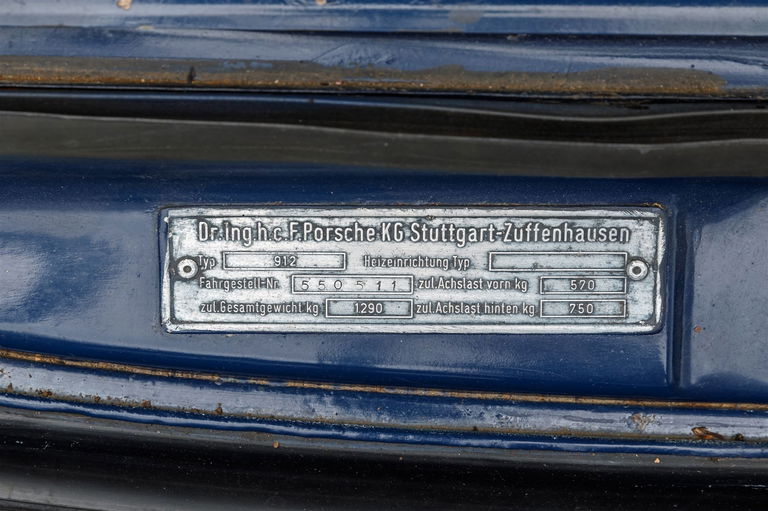 Dr.ing.h.c.F.Porsche KG Stuttgart-Zuffenhausen
Typ 912 Heizeinrichtung Typ
Fahrgestell-Nr. 550511 zul.Achslast vorn kg 570
zul.Gesamtgewicht kg 1290 zul.Achslast hinten kg 750